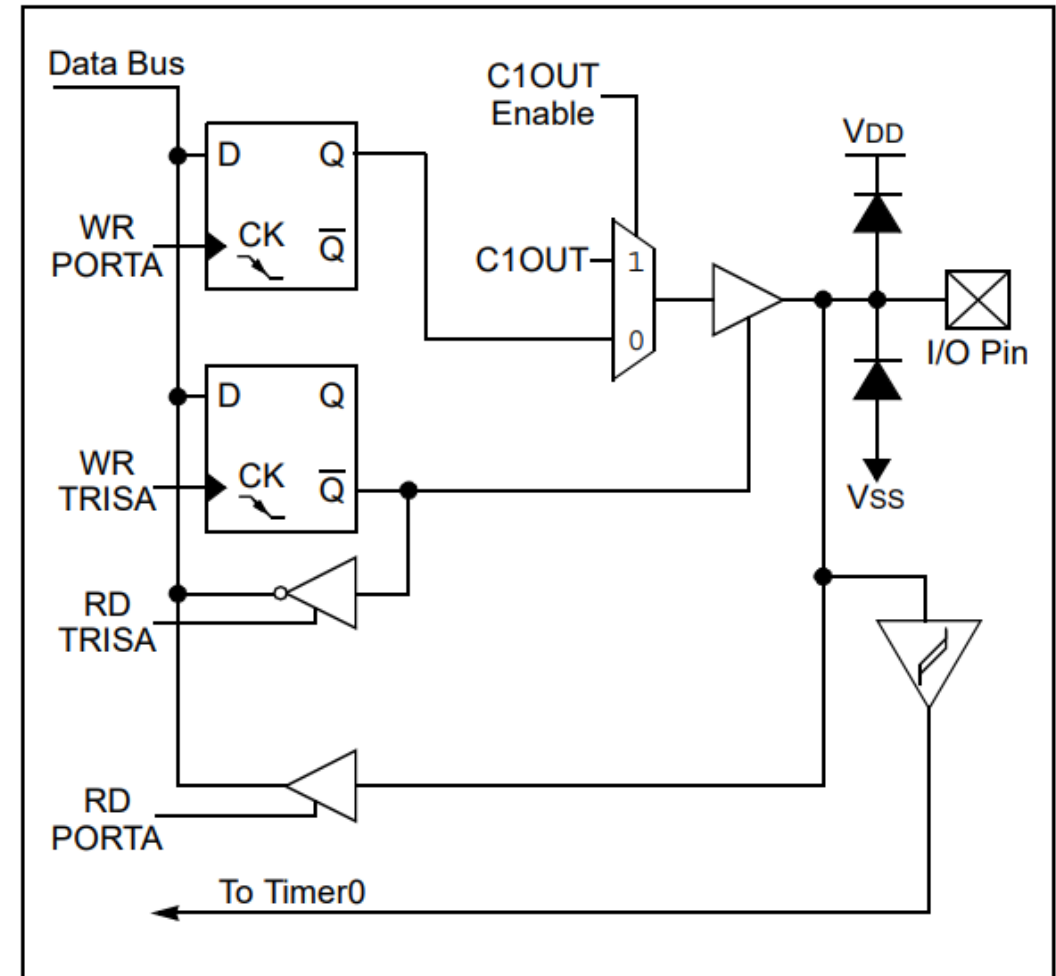 Data Bus
C1OUT
Enable
VDD
D
Q
WR
PORTA
CK
Q̅
C1OUT
1
0
I/O Pin
D
Q
WR
TRISA
CK
Q̅
VSS
RD
TRISA
RD
PORTA
To Timer0